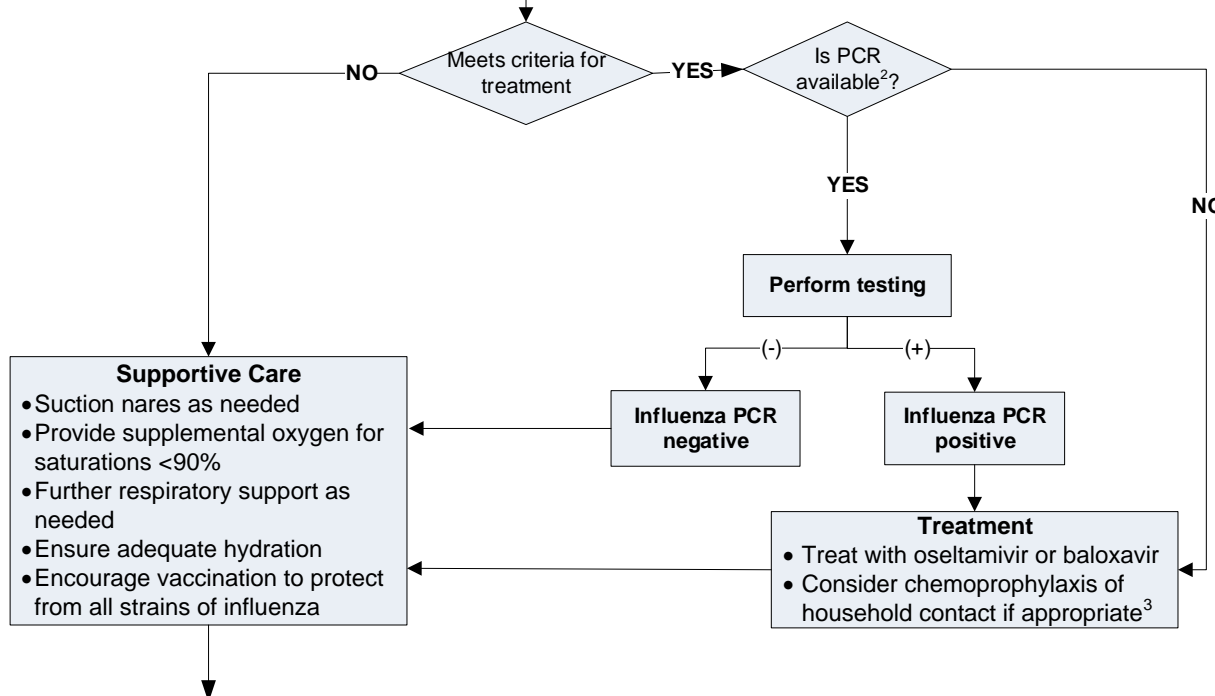 Meets criteria for
treatment
NO
YES
Is PCR
available²?
YES
NO
Perform testing
(-)
(+)
Influenza PCR
negative
Influenza PCR
positive
Supportive Care
•Suction nares as needed
•Provide supplemental oxygen for
saturations <90%
•Further respiratory support as
needed
•Ensure adequate hydration
•Encourage vaccination to protect
from all strains of influenza
Treatment
• Treat with oseltamivir or baloxavir
• Consider chemoprophylaxis of
household contact if appropriate³